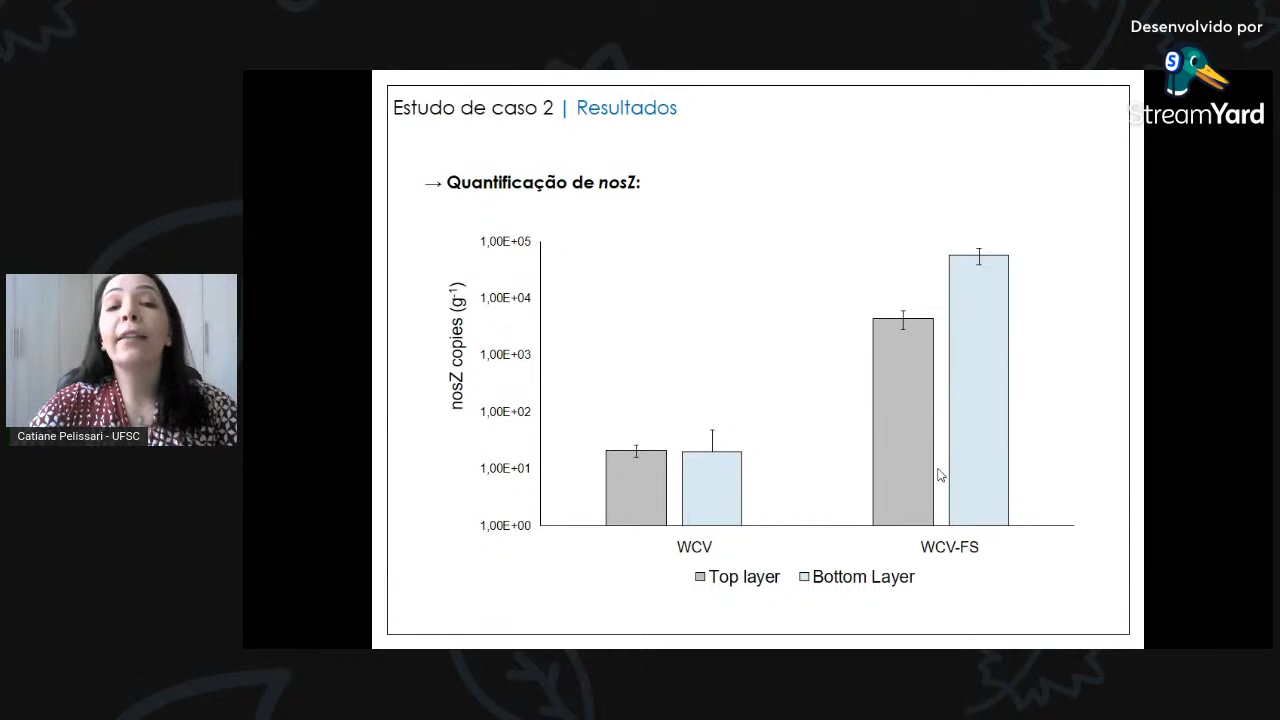 Desenvolvido por
StreamYard
Estudo de caso 2 | Resultados
→ Quantificação de nosZ:
nosZ copies (g-1)
1,00E+05
1,00E+04
1,00E+03
1,00E+02
1,00E+01
1,00E+00
WCV
WCV-FS
Top layer
Bottom Layer
Catiane Pelissari - UFSC